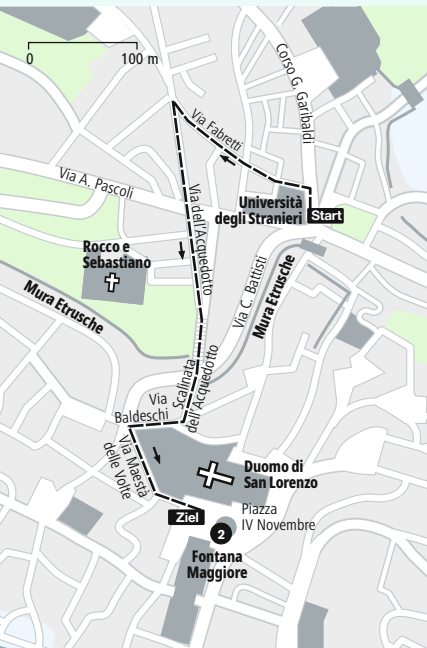 0
100 m
Corso G. Garibaldi
Via Fabretti
Via A. Pascoli
Università
degli Stranieri
Start
Via dell'Acquedotto
Rocco e
Sebastiano
Via C. Battisti
Mura Etrusche
Mura Etrusche
Scalinata
dell'Acquedotto
Via
Baldeschi
Via Maestà
delle Volte
Duomo di
San Lorenzo
Ziel
Piazza
IV Novembre
2
Fontana
Maggiore